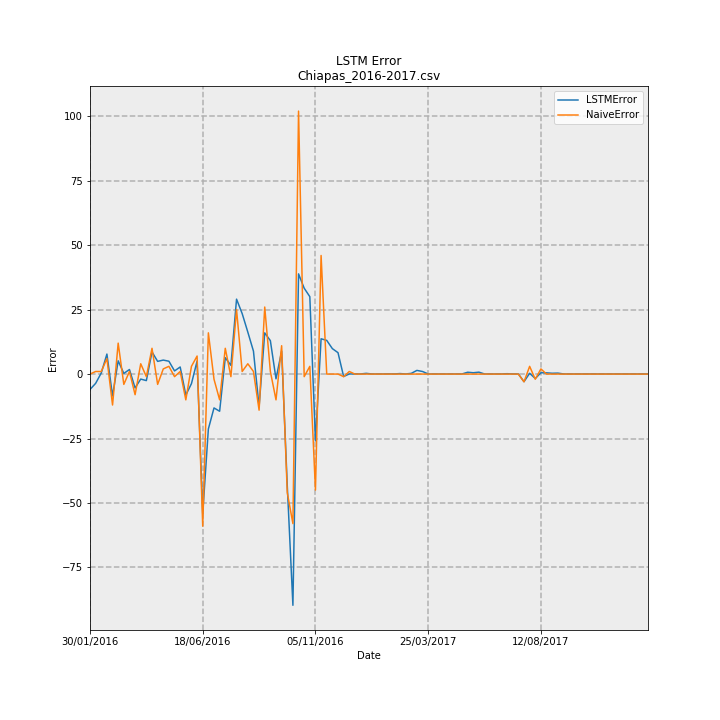 LSTM Error
Chiapas_2016-2017.csv
LSTMError
NaiveError
100
75
50
25
0
−25
−50
−75
Error
30/01/2016 18/06/2016 05/11/2016 25/03/2017 12/08/2017
Date